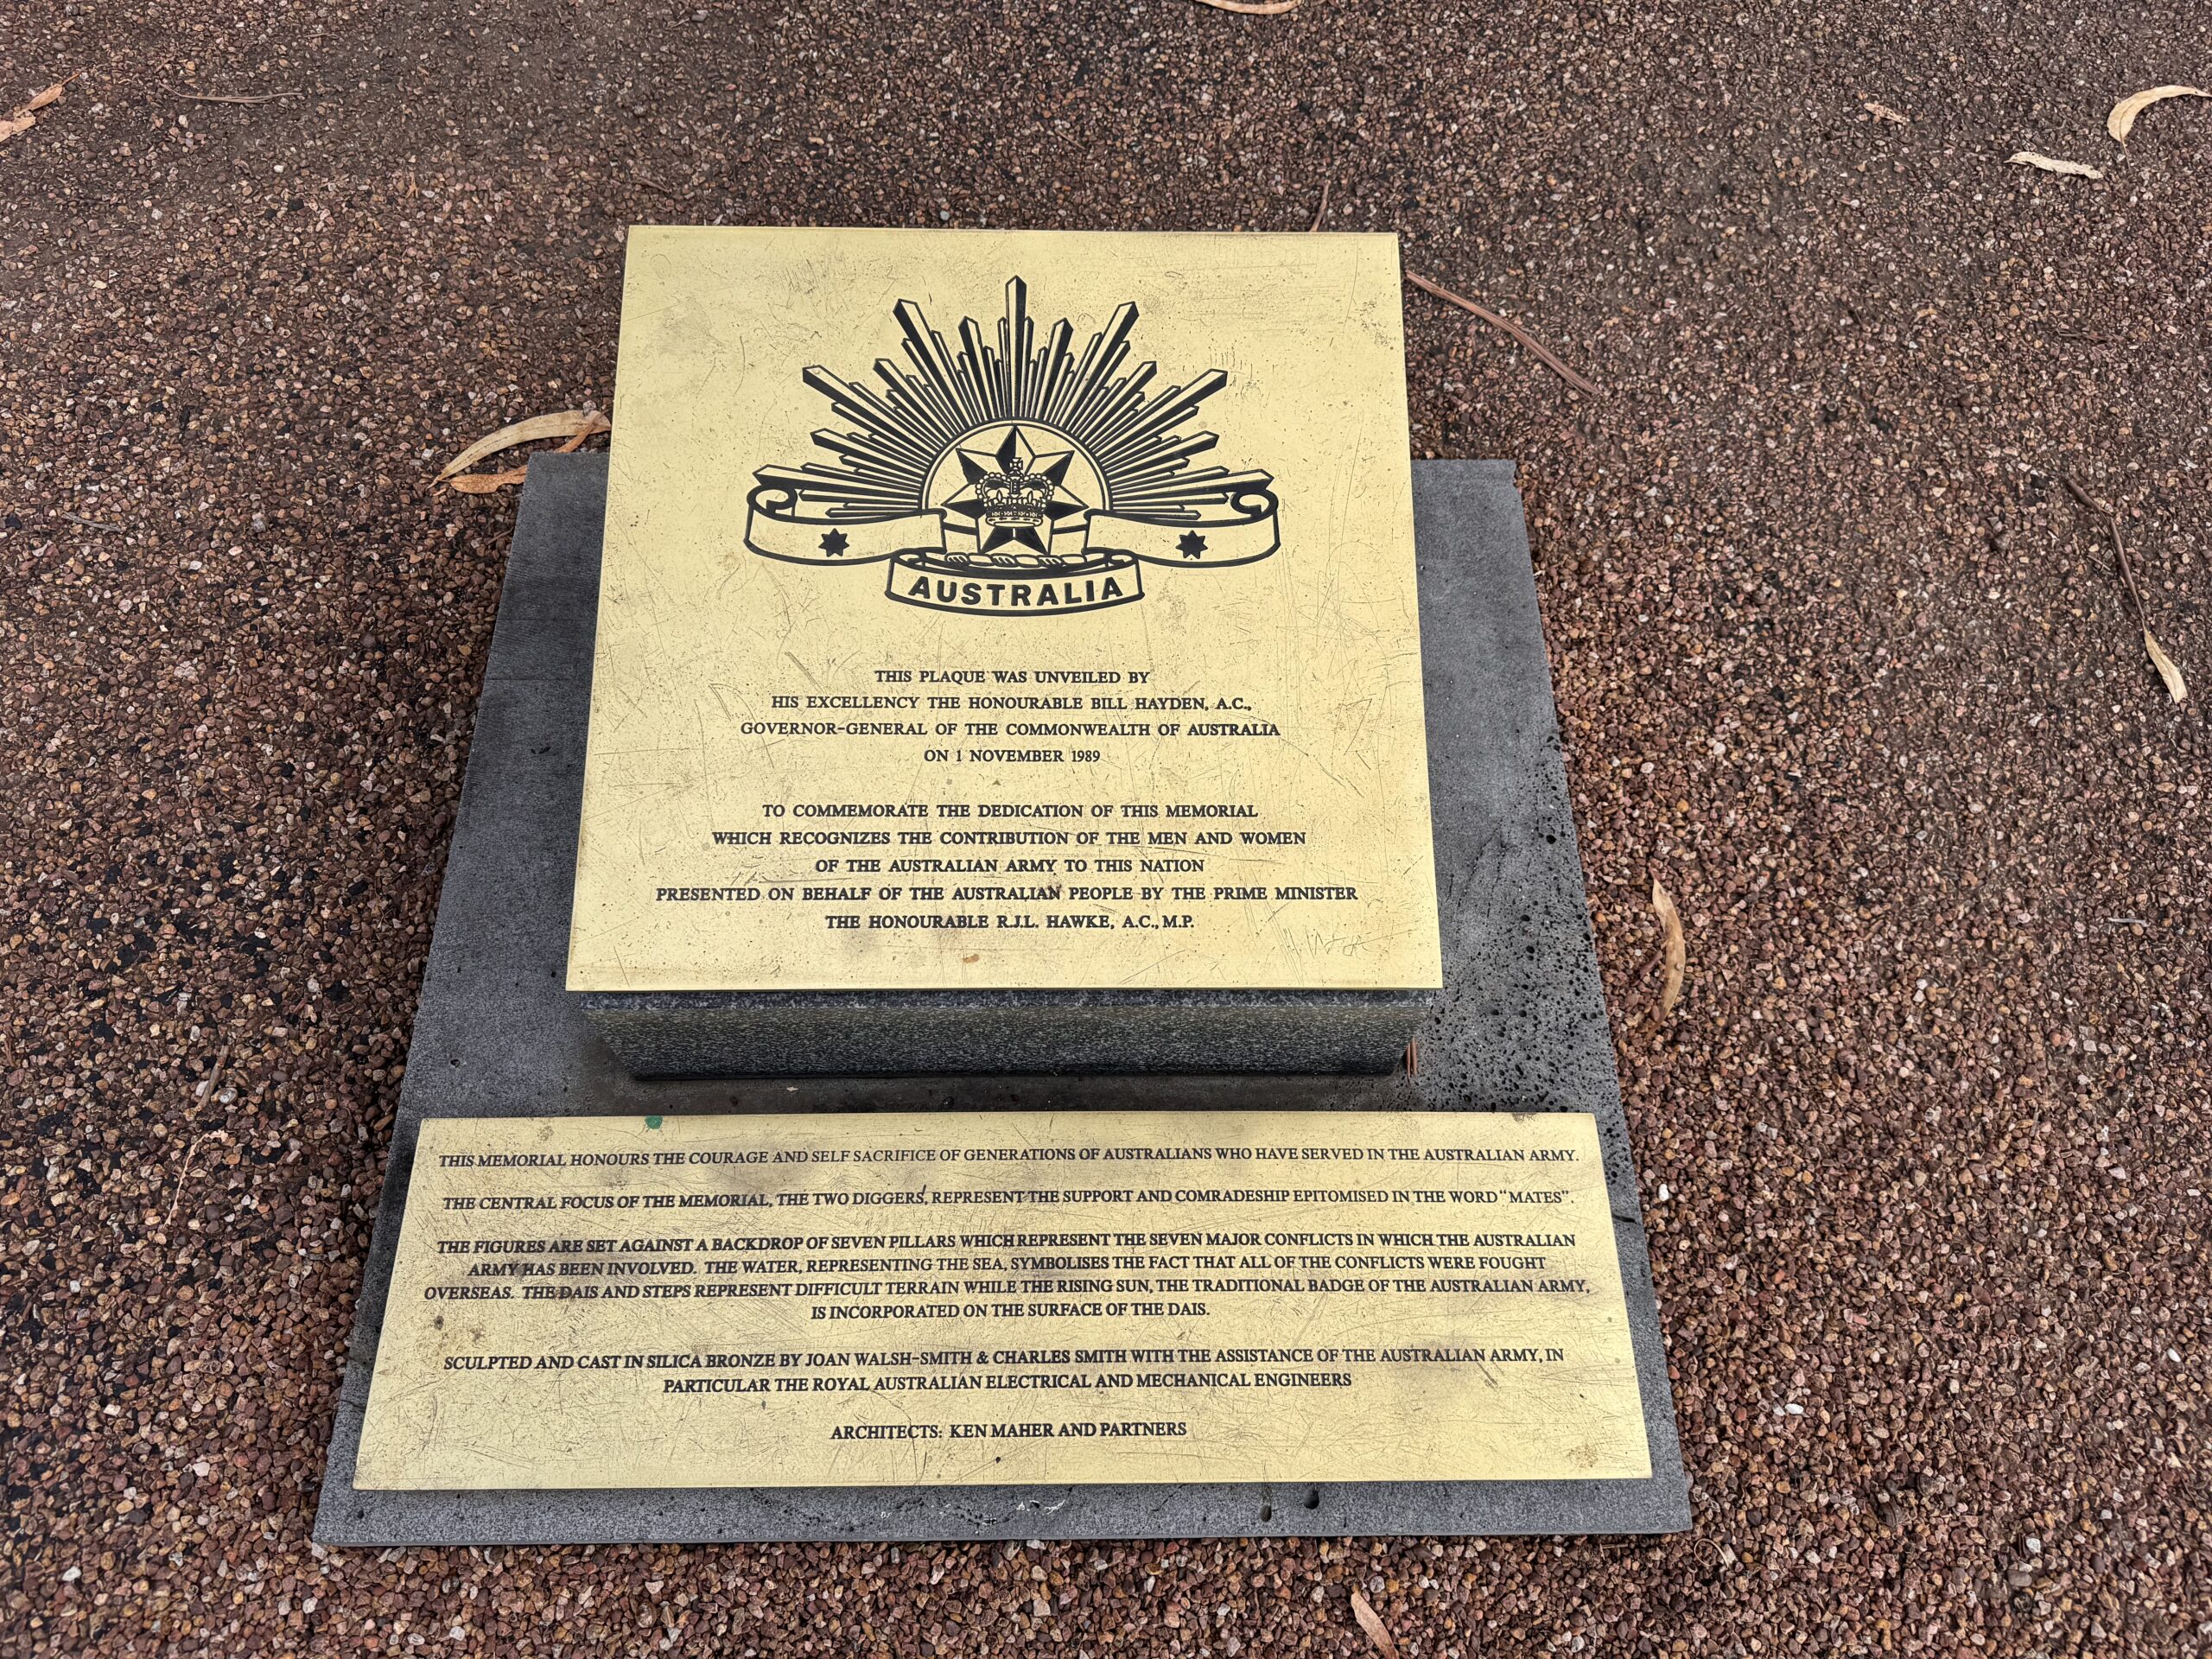 AUSTRALIA
THIS PLAQUE WAS UNVEILED BY
HIS EXCELLENCY THE HONOURABLE BILL HAYDEN, A.C.,
GOVERNOR-GENERAL OF THE COMMONWEALTH OF AUSTRALIA
ON 1 NOVEMBER 1989
TO COMMEMORATE THE DEDICATION OF THIS MEMORIAL
WHICH RECOGNIZES THE CONTRIBUTION OF THE MEN AND WOMEN
OF THE AUSTRALIAN ARMY TO THIS NATION
PRESENTED ON BEHALF OF THE AUSTRALIAN PEOPLE BY THE PRIME MINISTER
THE HONOURABLE R.J.L. HAWKE, A.C., M.P.
THIS MEMORIAL HONOURS THE COURAGE AND SELF SACRIFICE OF GENERATIONS OF AUSTRALIANS WHO HAVE SERVED IN THE AUSTRALIAN ARMY.
THE CENTRAL FOCUS OF THE MEMORIAL, THE TWO DIGGERS, REPRESENT THE SUPPORT AND COMRADESHIP EPITOMISED IN THE WORD "MATES".
THE FIGURES ARE SET AGAINST A BACKDROP OF SEVEN PILLARS WHICH REPRESENT THE SEVEN MAJOR CONFLICTS IN WHICH THE AUSTRALIAN
ARMY HAS BEEN INVOLVED. THE WATER, REPRESENTING THE SEA, SYMBOLISES THE FACT THAT ALL OF THE CONFLICTS WERE FOUGHT
OVERSEAS. THE DAIS AND STEPS REPRESENT DIFFICULT TERRAIN WHILE THE RISING SUN, THE TRADITIONAL BADGE OF THE AUSTRALIAN ARMY,
IS INCORPORATED ON THE SURFACE OF THE DAIS.
SCULPTED AND CAST IN SILICA BRONZE BY JOAN WALSH-SMITH & CHARLES SMITH WITH THE ASSISTANCE OF THE AUSTRALIAN ARMY, IN
PARTICULAR THE ROYAL AUSTRALIAN ELECTRICAL AND MECHANICAL ENGINEERS
ARCHITECTS: KEN MAHER AND PARTNERS